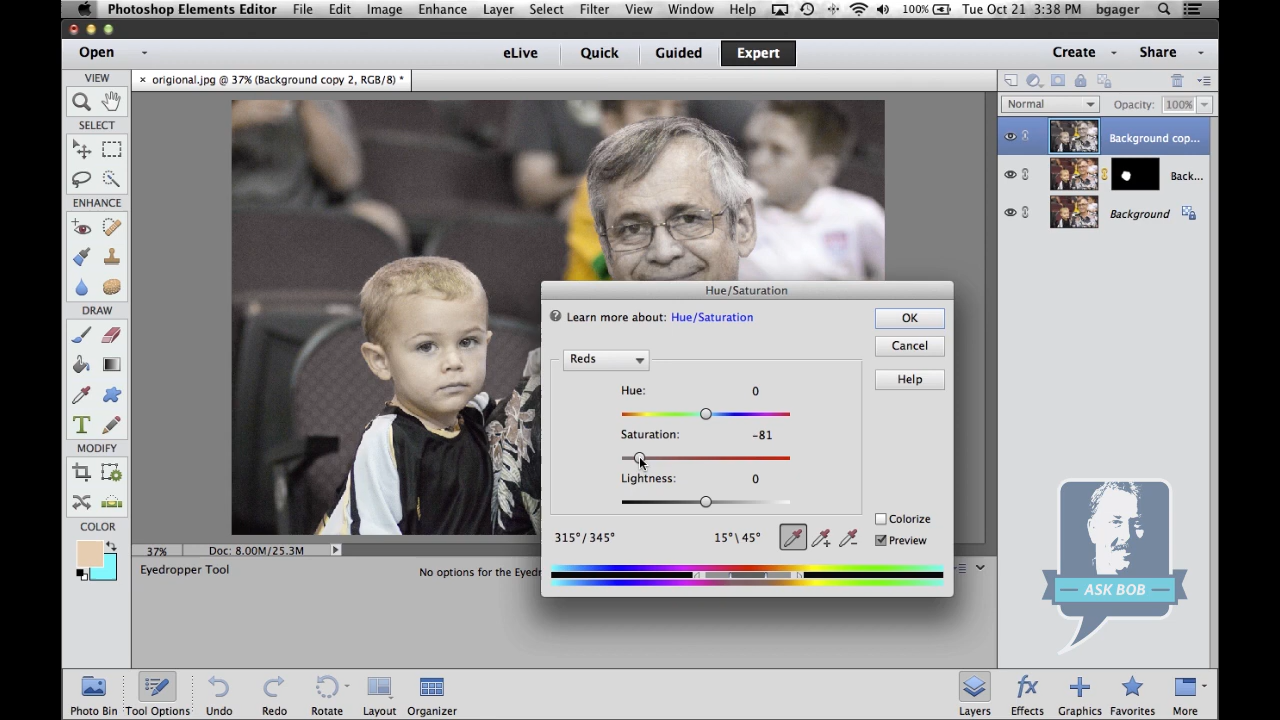 Photoshop Elements Editor File Edit Image Enhance Layer Select Filter View Window Help 100% Tue Oct 21 3:38 PM bgager
Open eLive Quick Guided Expert Create Share
VIEW
× origional.jpg @ 37% (Background copy 2, RGB/8) *
Normal Opacity: 100%
SELECT
Background cop...
Back...
ENHANCE
Background
Hue/Saturation
DRAW
? Learn more about: Hue/Saturation
OK
Cancel
Reds
Help
Hue: 0
T
Saturation: -81
MODIFY
Lightness: 0
Colorize
COLOR
315°/345° 15°\45°
Preview
37% Doc: 8.00M/25.3M
Eyedropper Tool
No options for the Eyedr
ASK BOB
fx
Photo Bin Tool Options Undo Redo Rotate Layout Organizer Layers Effects Graphics Favorites More